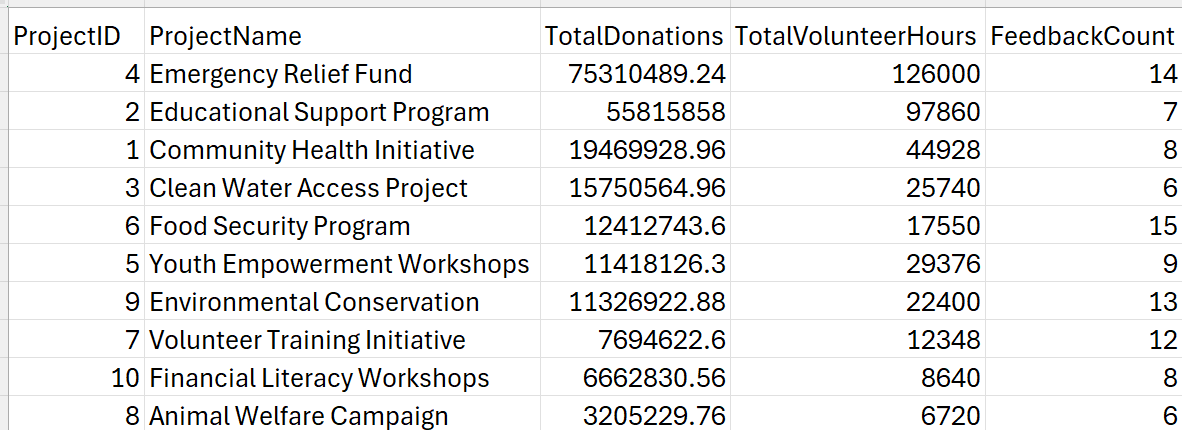 ProjectID ProjectName TotalDonations TotalVolunteerHours FeedbackCount
4 Emergency Relief Fund 75310489.24 126000 14
2 Educational Support Program 55815858 97860 7
1 Community Health Initiative 19469928.96 44928 8
3 Clean Water Access Project 15750564.96 25740 6
6 Food Security Program 12412743.6 17550 15
5 Youth Empowerment Workshops 11418126.3 29376 9
9 Environmental Conservation 11326922.88 22400 13
7 Volunteer Training Initiative 7694622.6 12348 12
10 Financial Literacy Workshops 6662830.56 8640 8
8 Animal Welfare Campaign 3205229.76 6720 6